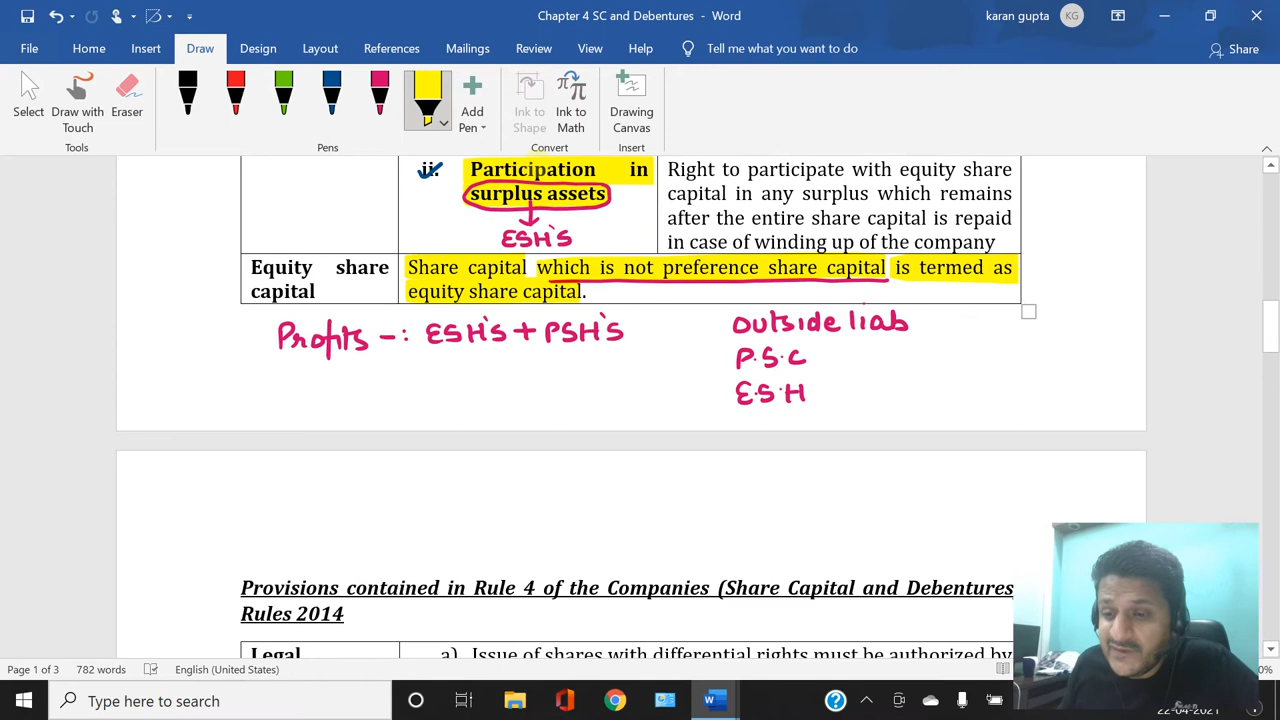 Chapter 4 SC and Debentures - Word
karan gupta
KG
File Home Insert Draw Design Layout References Mailings Review View Help Tell me what you want to do Share
Select
Draw with Touch
Eraser
Add Pen
Ink to Shape
Ink to Math
Drawing Canvas
Tools Pens Convert Insert
ii. Participation in
surplus assets
ESH's
Right to participate with equity share
capital in any surplus which remains
after the entire share capital is repaid
in case of winding up of the company
Equity share
capital
Share capital which is not preference share capital is termed as
equity share capital.
Profits -: ESH's + PSH's
Outside liab
P.S.C
E.S.H
Provisions contained in Rule 4 of the Companies (Share Capital and Debentures
Rules 2014
Legal
a) Issue of shares with differential rights must be authorized by
Page 1 of 3 782 words English (United States)
0%
Type here to search
22-04-2021